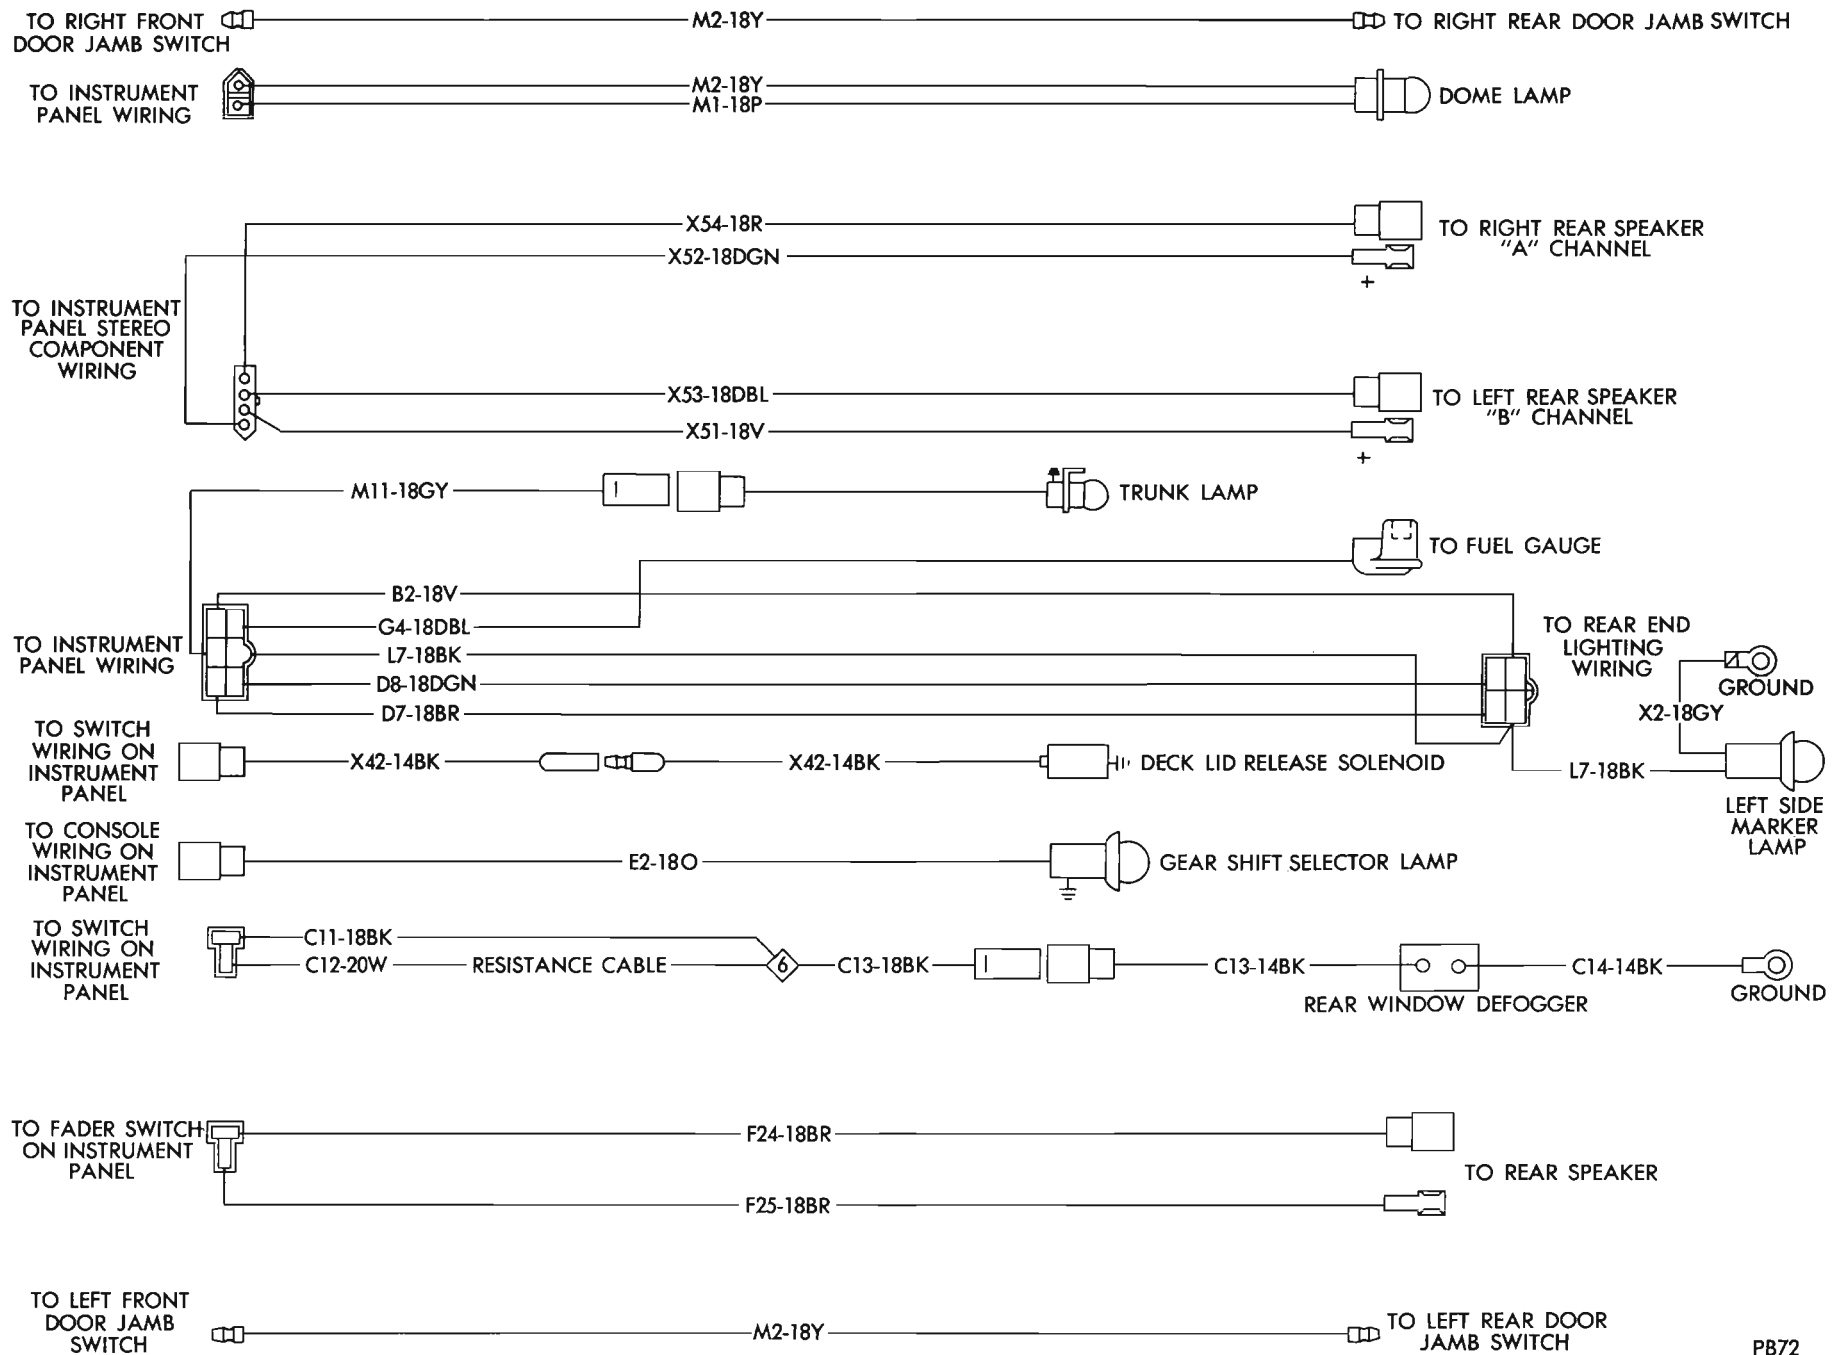 TO RIGHT FRONT
DOOR JAMB SWITCH
M2-18Y
TO RIGHT REAR DOOR JAMB SWITCH
TO INSTRUMENT
PANEL WIRING
M2-18Y
M1-18P
DOME LAMP
X54-18R
X52-18DGN
TO RIGHT REAR SPEAKER
"A" CHANNEL
+
TO INSTRUMENT
PANEL STEREO
COMPONENT
WIRING
X53-18DBL
X51-18V
TO LEFT REAR SPEAKER
"B" CHANNEL
+
M11-18GY
TRUNK LAMP
TO FUEL GAUGE
TO INSTRUMENT
PANEL WIRING
B2-18V
G4-18DBL
L7-18BK
D8-18DGN
D7-18BR
TO REAR END
LIGHTING
WIRING
GROUND
X2-18GY
L7-18BK
LEFT SIDE
MARKER
LAMP
TO SWITCH
WIRING ON
INSTRUMENT
PANEL
X42-14BK
X42-14BK
DECK LID RELEASE SOLENOID
TO CONSOLE
WIRING ON
INSTRUMENT
PANEL
E2-18O
GEAR SHIFT SELECTOR LAMP
TO SWITCH
WIRING ON
INSTRUMENT
PANEL
C11-18BK
C12-20W
RESISTANCE CABLE
6
C13-18BK
C13-14BK
REAR WINDOW DEFOGGER
C14-14BK
GROUND
TO FADER SWITCH
ON INSTRUMENT
PANEL
F24-18BR
F25-18BR
TO REAR SPEAKER
TO LEFT FRONT
DOOR JAMB
SWITCH
M2-18Y
TO LEFT REAR DOOR
JAMB SWITCH
PB72